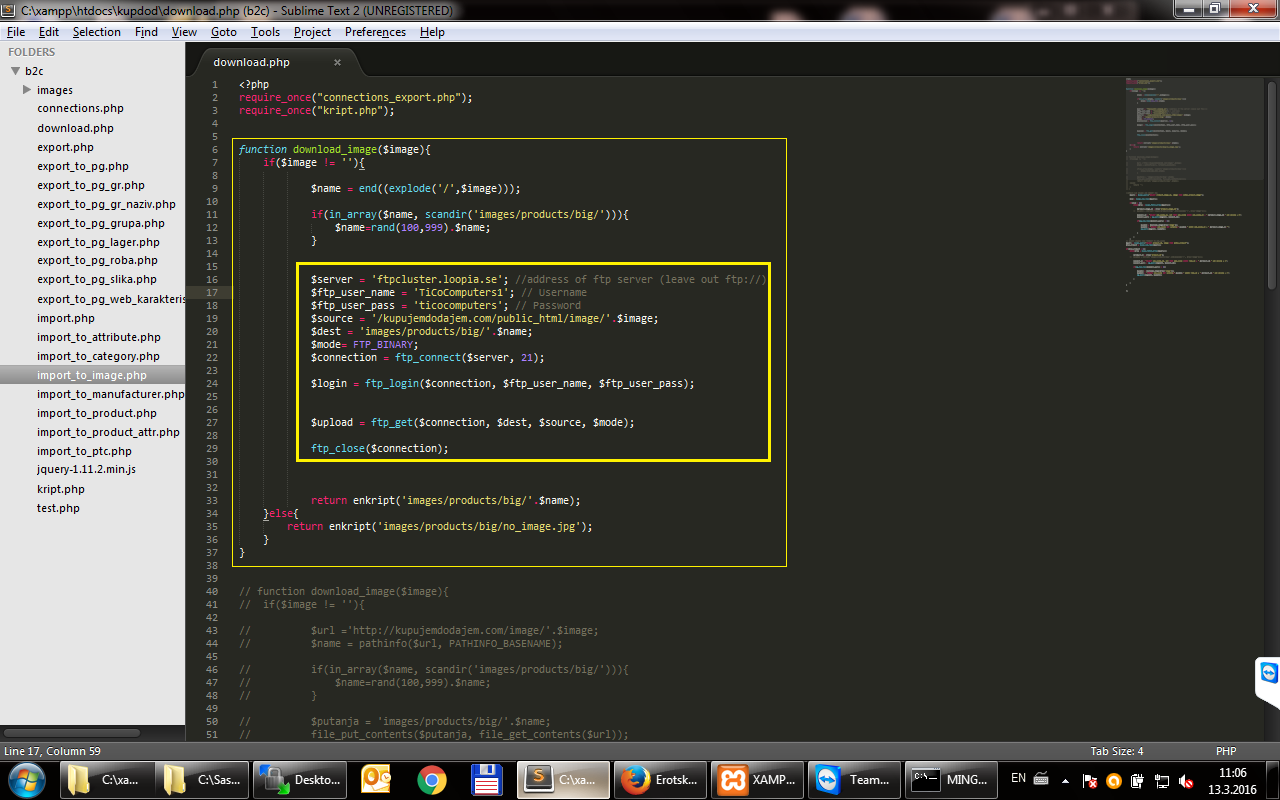 C:\xampp\htdocs\kupdod\download.php (b2c) - Sublime Text 2 (UNREGISTERED)
File Edit Selection Find View Goto Tools Project Preferences Help
FOLDERS
b2c
images
connections.php
download.php
export.php
export_to_pg.php
export_to_pg_gr.php
export_to_pg_gr_naziv.php
export_to_pg_grupa.php
export_to_pg_lager.php
export_to_pg_roba.php
export_to_pg_slika.php
export_to_pg_web_karakteris
import.php
import_to_attribute.php
import_to_category.php
import_to_image.php
import_to_manufacturer.php
import_to_product.php
import_to_product_attr.php
import_to_ptc.php
jquery-1.11.2.min.js
kript.php
test.php
download.php ×
1 <?php
2 require_once("connections_export.php");
3 require_once("kript.php");
4
5
6 function download_image($image){
7 if($image != ''){
8
9 $name = end((explode('/',$image)));
10
11 if(in_array($name, scandir('images/products/big/'))){
12 $name=rand(100,999).$name;
13 }
14
15
16 $server = 'ftpcluster.loopia.se'; //address of ftp server (leave out ftp://)
17 $ftp_user_name = 'TiCoComputers1'; // Username
18 $ftp_user_pass = 'ticocomputers'; // Password
19 $source = '/kupujemdodajem.com/public_html/image/'.$image;
20 $dest = 'images/products/big/'.$name;
21 $mode= FTP_BINARY;
22 $connection = ftp_connect($server, 21);
23
24 $login = ftp_login($connection, $ftp_user_name, $ftp_user_pass);
25
26
27 $upload = ftp_get($connection, $dest, $source, $mode);
28
29 ftp_close($connection);
30
31
32
33 return enkript('images/products/big/'.$name);
34 }else{
35 return enkript('images/products/big/no_image.jpg');
36 }
37 }
38
39
40 // function download_image($image){
41 // if($image != ''){
42
43 // $url ='http://kupujemdodajem.com/image/'.$image;
44 // $name = pathinfo($url, PATHINFO_BASENAME);
45
46 // if(in_array($name, scandir('images/products/big/'))){
47 // $name=rand(100,999).$name;
48 // }
49
50 // $putanja = 'images/products/big/'.$name;
51 // file_put_contents($putanja, file_get_contents($url));
Line 17, Column 59 Tab Size: 4 PHP
C:\xa... C:\Sas... Deskto... C:\xa... Erotsk... XAMP... Team... MING... EN 11:06
13.3.2016